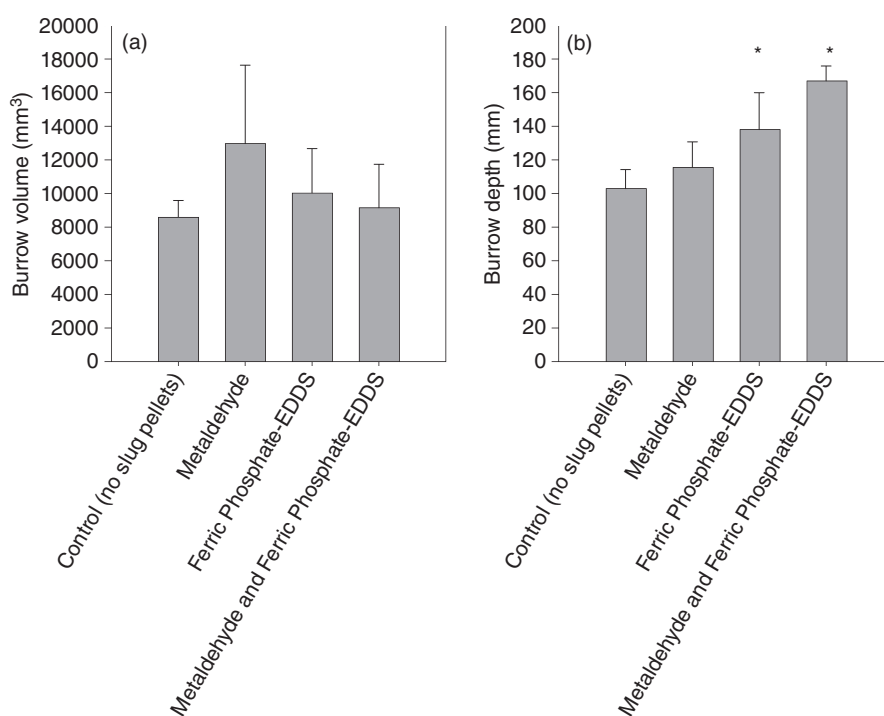 (a)
Burrow volume (mm³)
20000
18000
16000
14000
12000
10000
8000
6000
4000
2000
0
Control (no slug pellets)
Metaldehyde
Ferric Phosphate-EDDS
Metaldehyde and Ferric Phosphate-EDDS
(b)
Burrow depth (mm)
200
180
160
140
120
100
80
60
40
20
0
*
*
Control (no slug pellets)
Metaldehyde
Ferric Phosphate-EDDS
Metaldehyde and Ferric Phosphate-EDDS